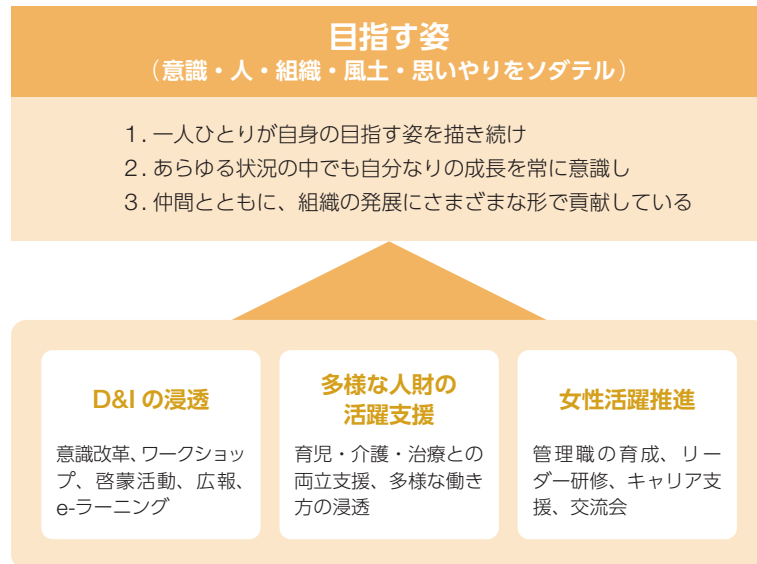 目指す姿
（意識・人・組織・風土・思いやりをソダテル）
1．一人ひとりが自身の目指す姿を描き続け
2．あらゆる状況の中でも自分なりの成長を常に意識し
3．仲間とともに、組織の発展にさまざまな形で貢献している
D&Iの浸透
意識改革、ワークショッ
プ、啓蒙活動、広報、
e-ラーニング
多様な人財の
活躍支援
育児・介護・治療との
両立支援、多様な働き
方の浸透
女性活躍推進
管理職の育成、リー
ダー研修、キャリア支
援、交流会